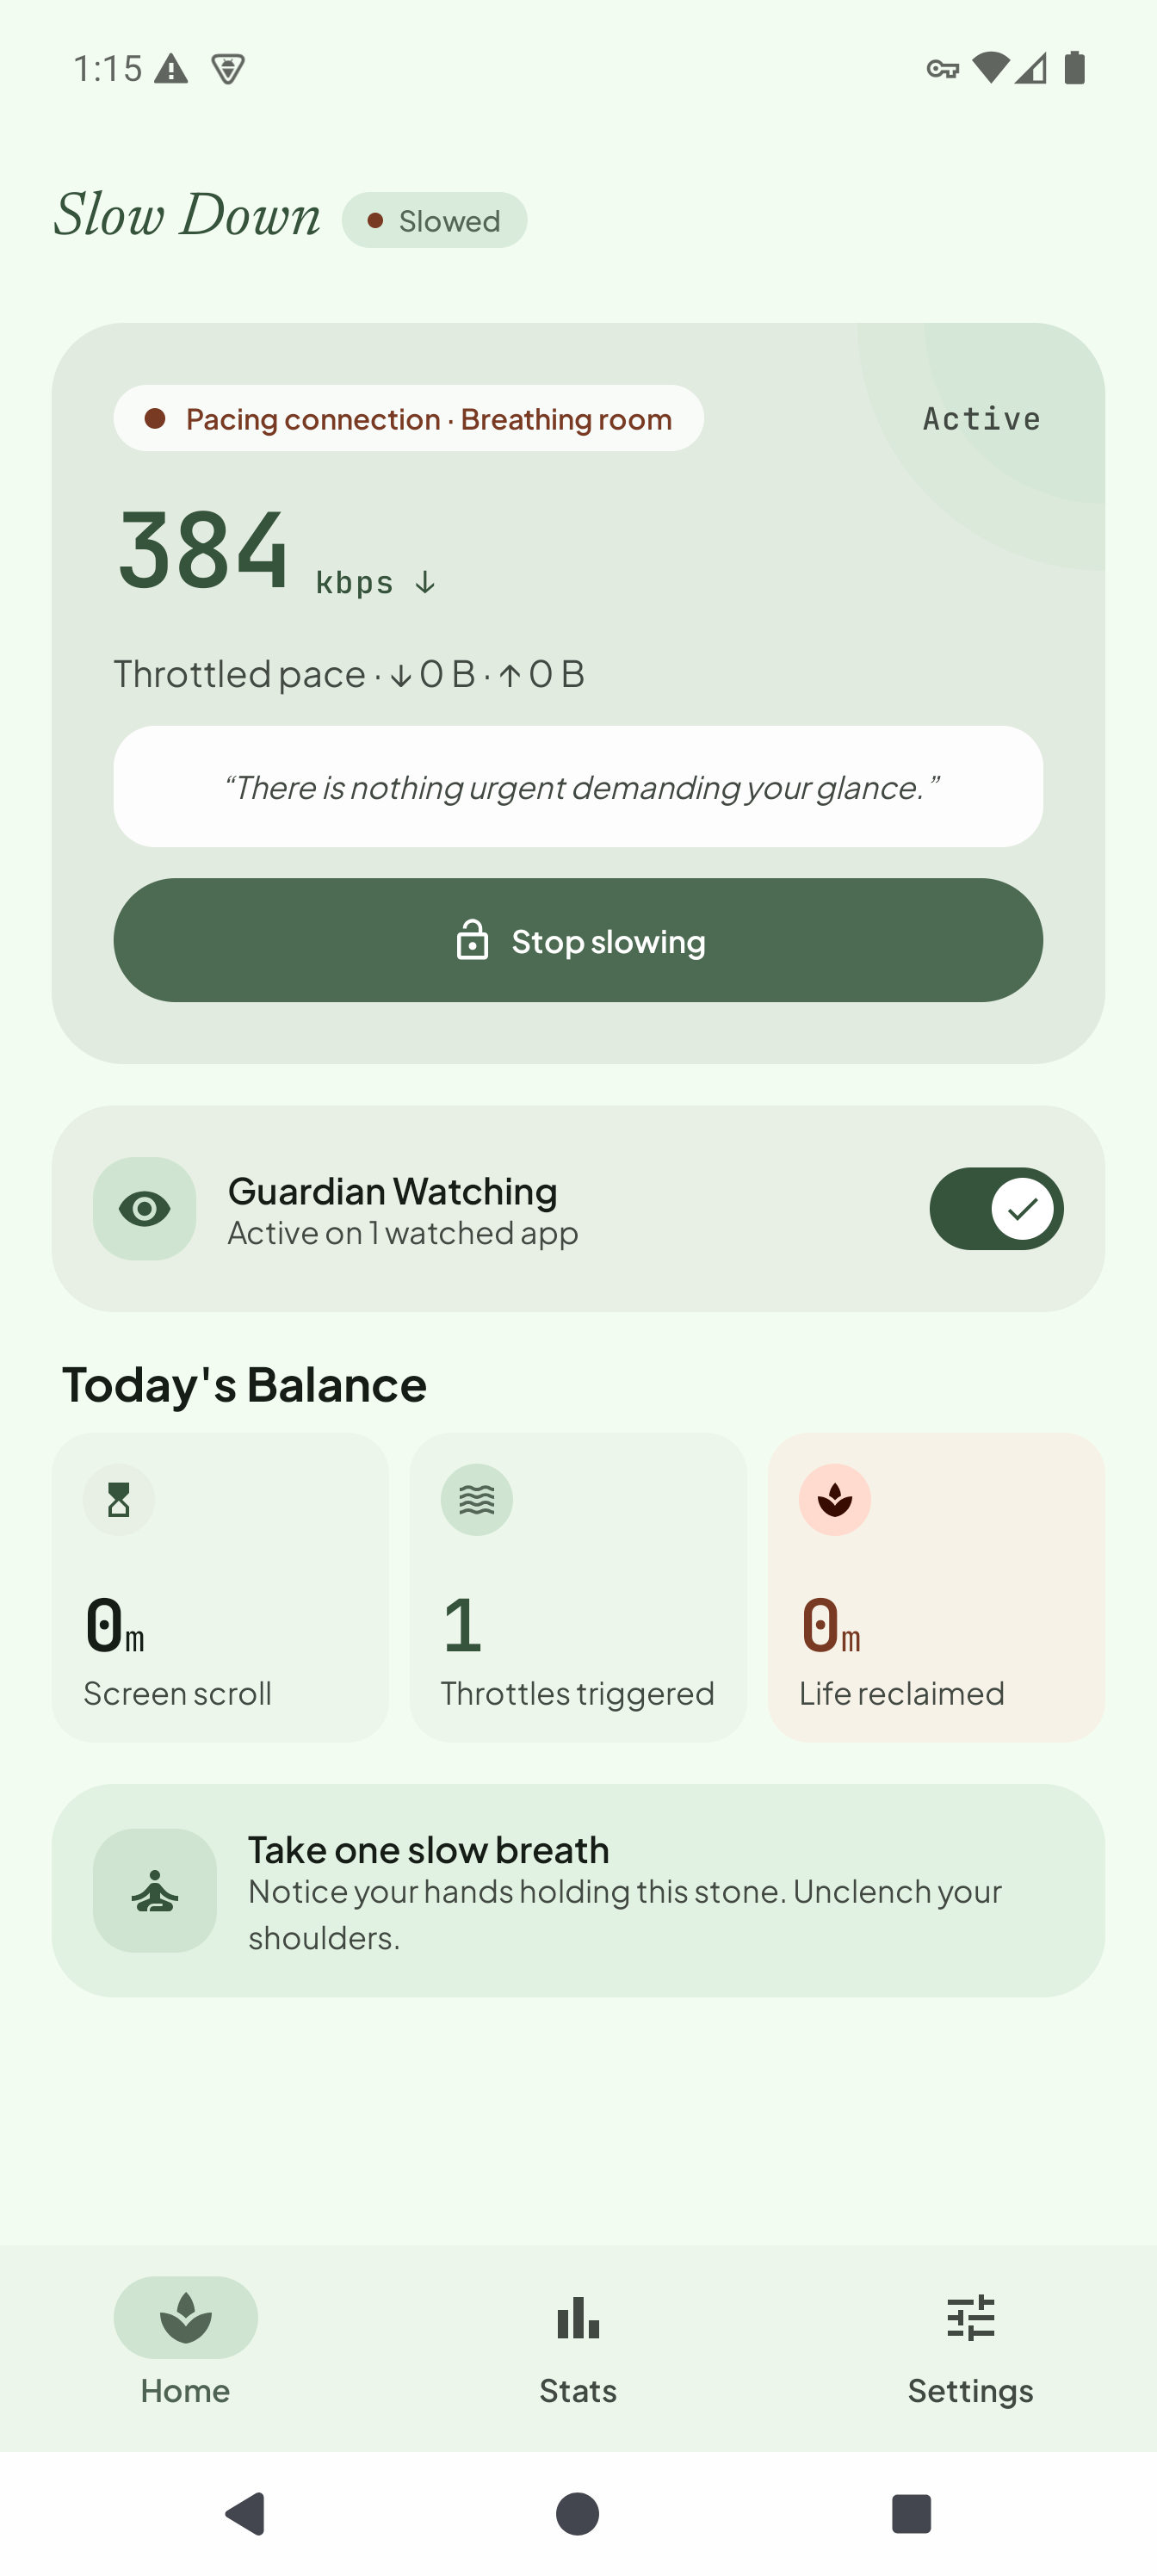 1:15
Slow Down
Slowed
Pacing connection · Breathing room
Active
384 kbps ↓
Throttled pace · ↓ 0 B · ↑ 0 B
“There is nothing urgent demanding your glance.”
Stop slowing
Guardian Watching
Active on 1 watched app
Today's Balance
0m
Screen scroll
1
Throttles triggered
0m
Life reclaimed
Take one slow breath
Notice your hands holding this stone. Unclench your
shoulders.
Home
Stats
Settings